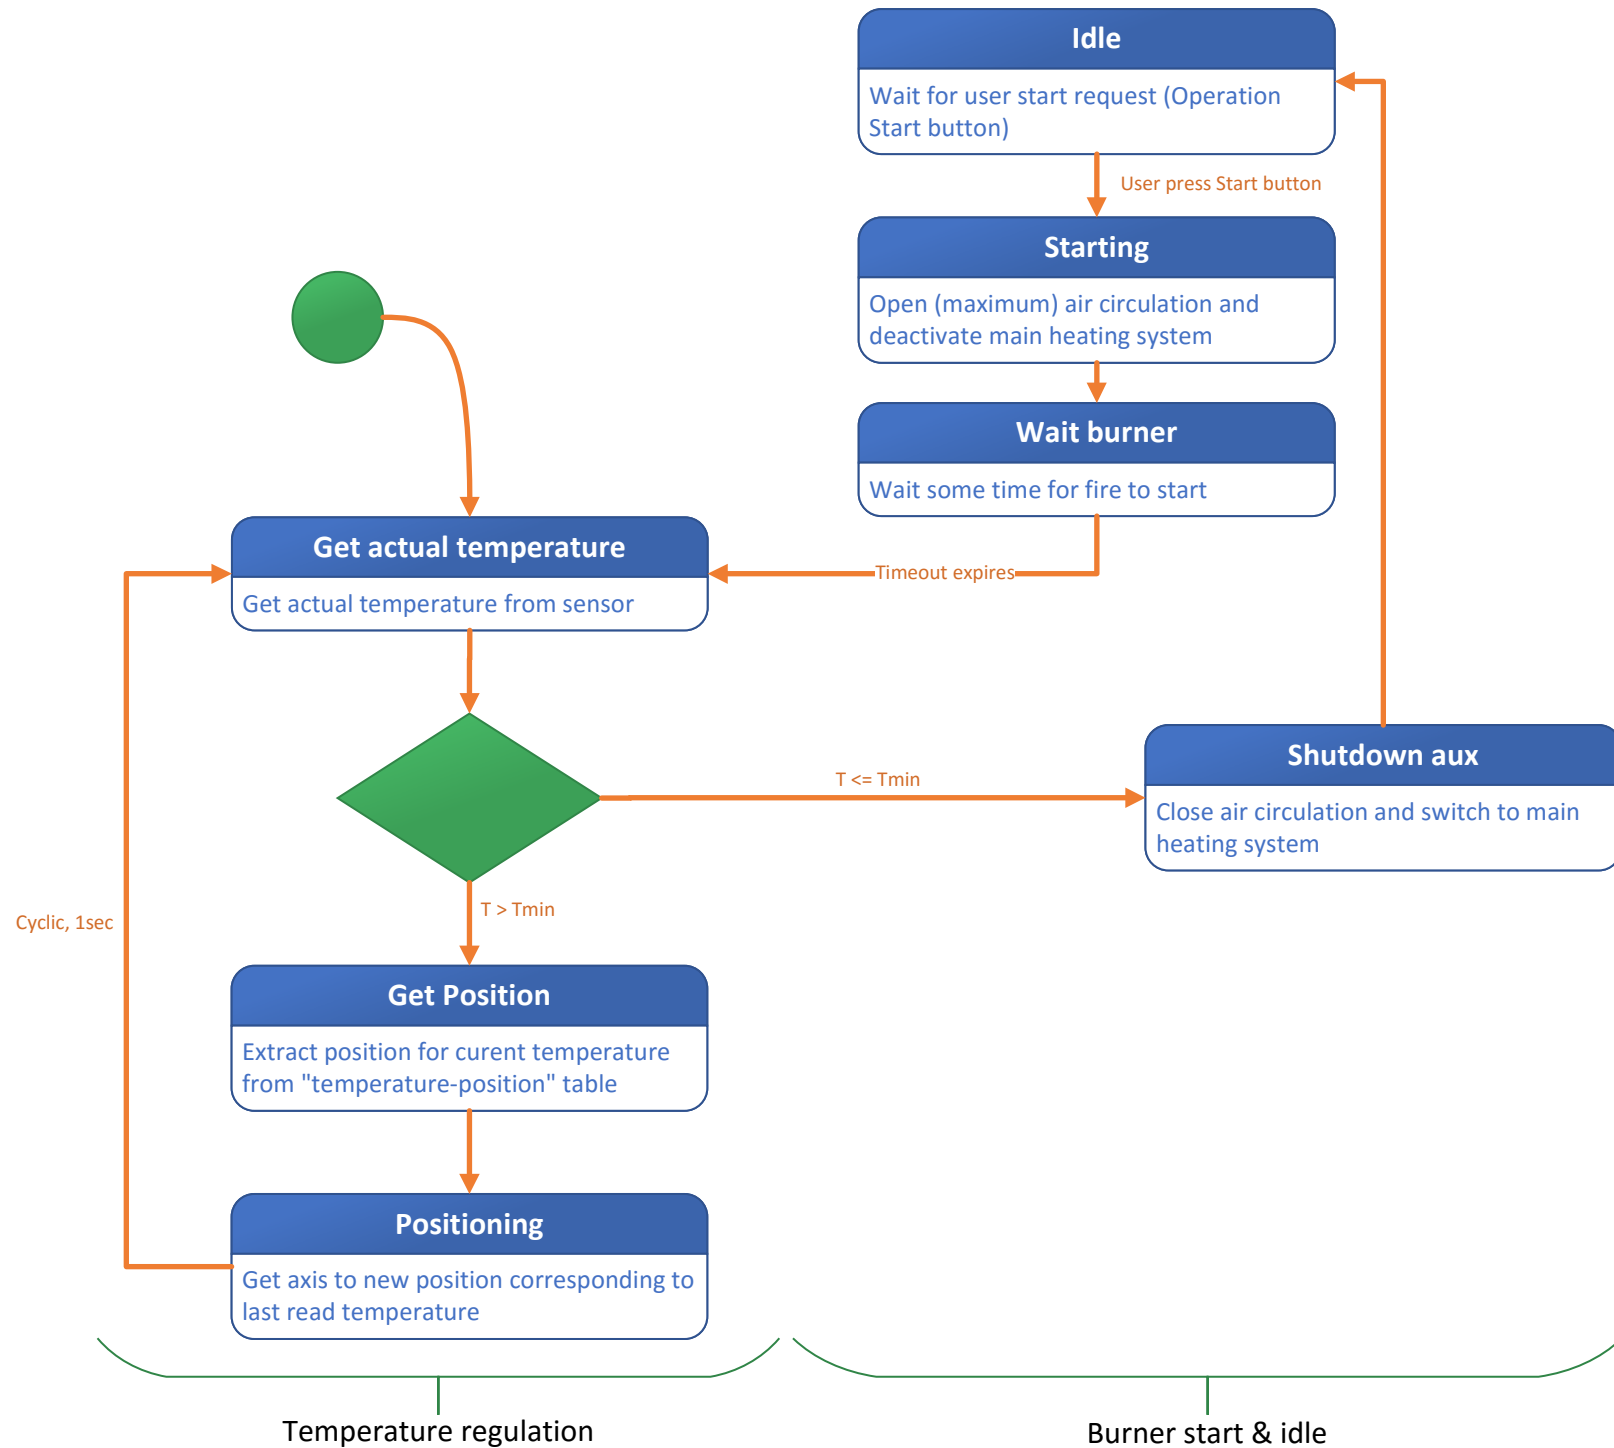 Idle
Wait for user start request (Operation
Start button)
User press Start button
Starting
Open (maximum) air circulation and
deactivate main heating system
Wait burner
Wait some time for fire to start
Timeout expires
Get actual temperature
Get actual temperature from sensor
T <= Tmin
Shutdown aux
Close air circulation and switch to main
heating system
T > Tmin
Cyclic, 1sec
Get Position
Extract position for curent temperature
from "temperature-position" table
Positioning
Get axis to new position corresponding to
last read temperature
Temperature regulation
Burner start & idle